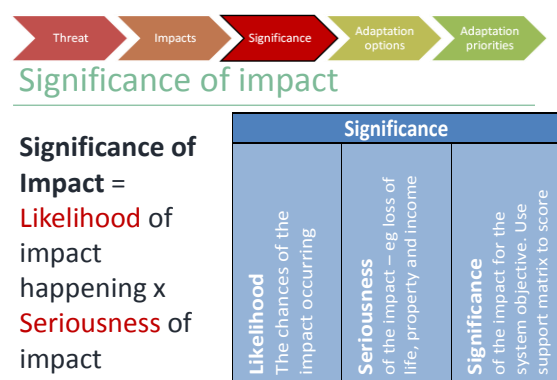 Threat
Impacts
Significance
Adaptation
options
Adaptation
priorities
Significance of impact
Significance of
Impact =
Likelihood of
impact
happening x
Seriousness of
impact
Significance
Likelihood
The chances of the
impact occurring
Seriousness
of the impact – eg loss of
life, property and income
Significance
of the impact for the
system objective. Use
support matrix to score